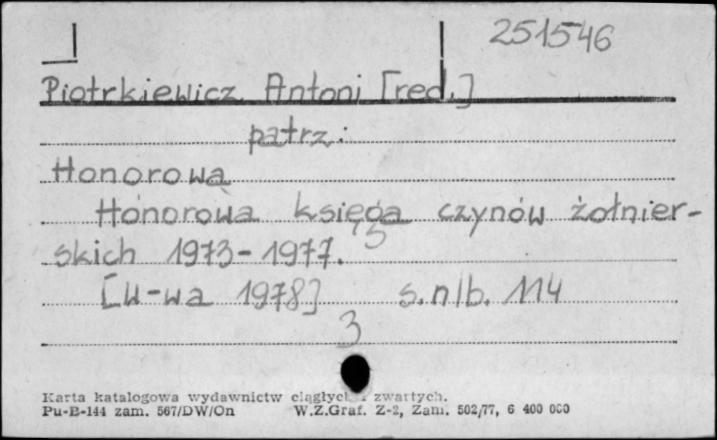 251546
Piotrkiewicz Antoni [red.]
patrz:
Honorowa
Honorowa księga czynów żołnier-
skich 1973-1977.
[W-wa 1978] s.nlb. 114
3
Karta katalogowa wydawnictw ciągłych i zwartych.
Pu-B-144 zam. 567/DW/On W.Z.Graf. Z-2, Zam. 502/77, 6 400 000